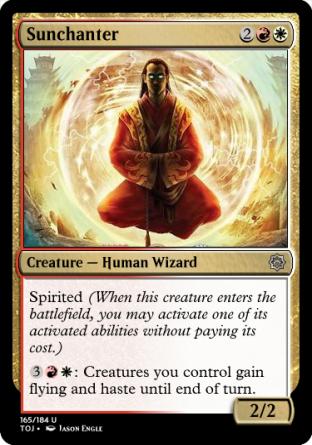 Sunchanter 2
Creature — Human Wizard
Spirited (When this creature enters the
battlefield, you may activate one of its
activated abilities without paying its
cost.)
3 : Creatures you control gain
flying and haste until end of turn.
2/2
165/184 U
TOJ • Jason Engle